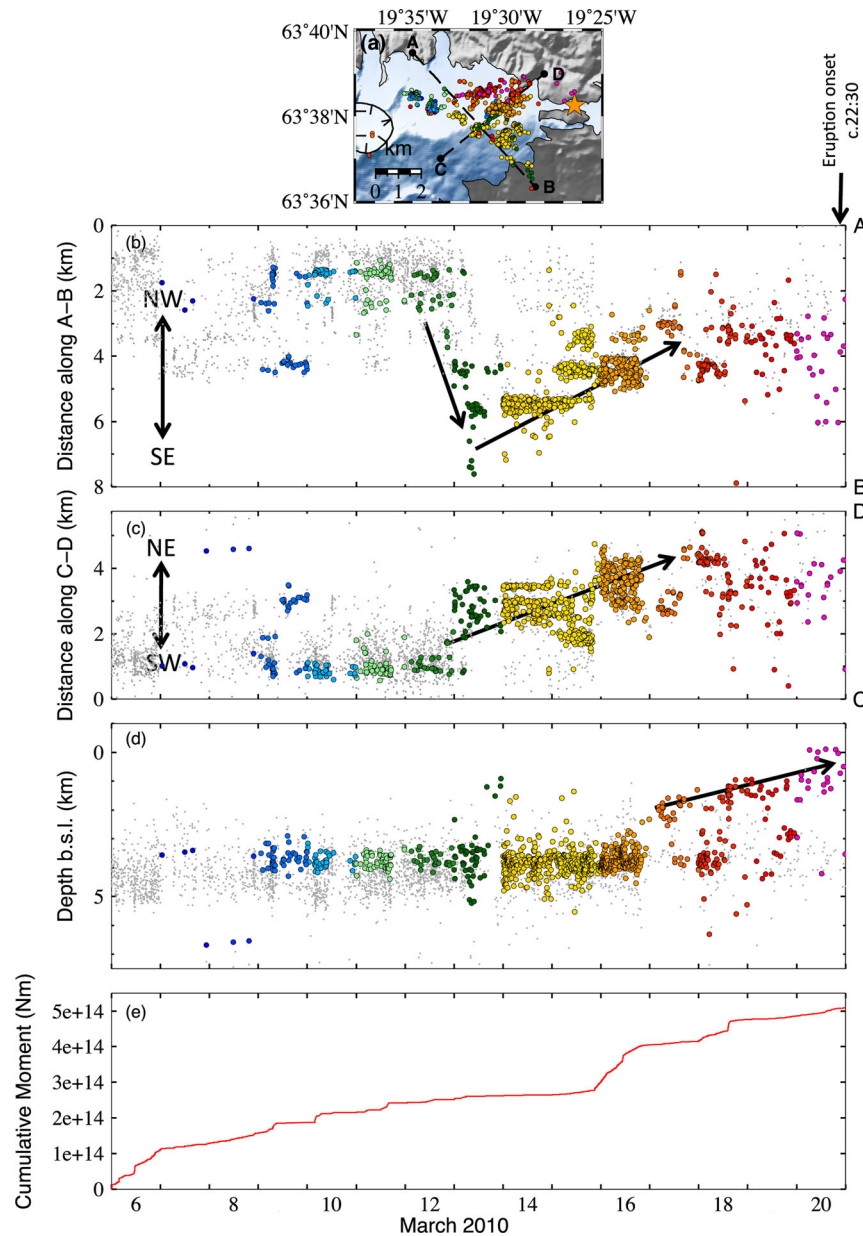 19°35'W 19°30'W 19°25'W
63°40'N
(a)
A
D
63°38'N
km
C
0 1 2
B
63°36'N
Eruption onset
c.22:30
0
(b)
A
2
NW
4
6
SE
8
B
Distance along A–B (km)
(c)
D
NE
4
2
SW
0
C
Distance along C–D (km)
(d)
0
5
Depth b.s.l. (km)
(e)
5e+14
4e+14
3e+14
2e+14
1e+14
0
Cumulative Moment (Nm)
6 8 10 12 14 16 18 20
March 2010